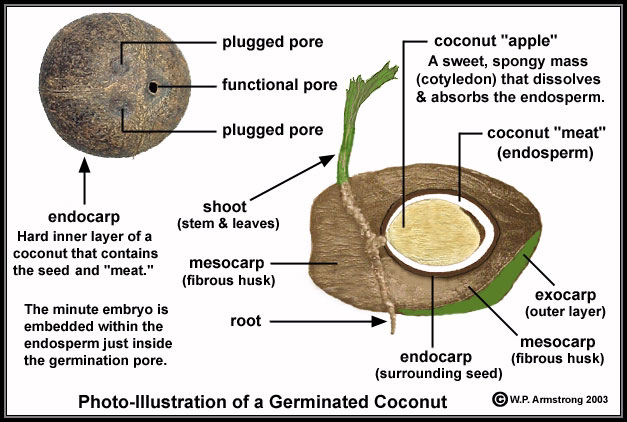 plugged pore
functional pore
plugged pore
endocarp
Hard inner layer of a
coconut that contains
the seed and "meat."
The minute embryo is
embedded within the
endosperm just inside
the germination pore.
coconut "apple"
A sweet, spongy mass
(cotyledon) that dissolves
& absorbs the endosperm.
coconut "meat"
(endosperm)
shoot
(stem & leaves)
mesocarp
(fibrous husk)
root
exocarp
(outer layer)
mesocarp
(fibrous husk)
endocarp
(surrounding seed)
Photo-Illustration of a Germinated Coconut
© W.P. Armstrong 2003